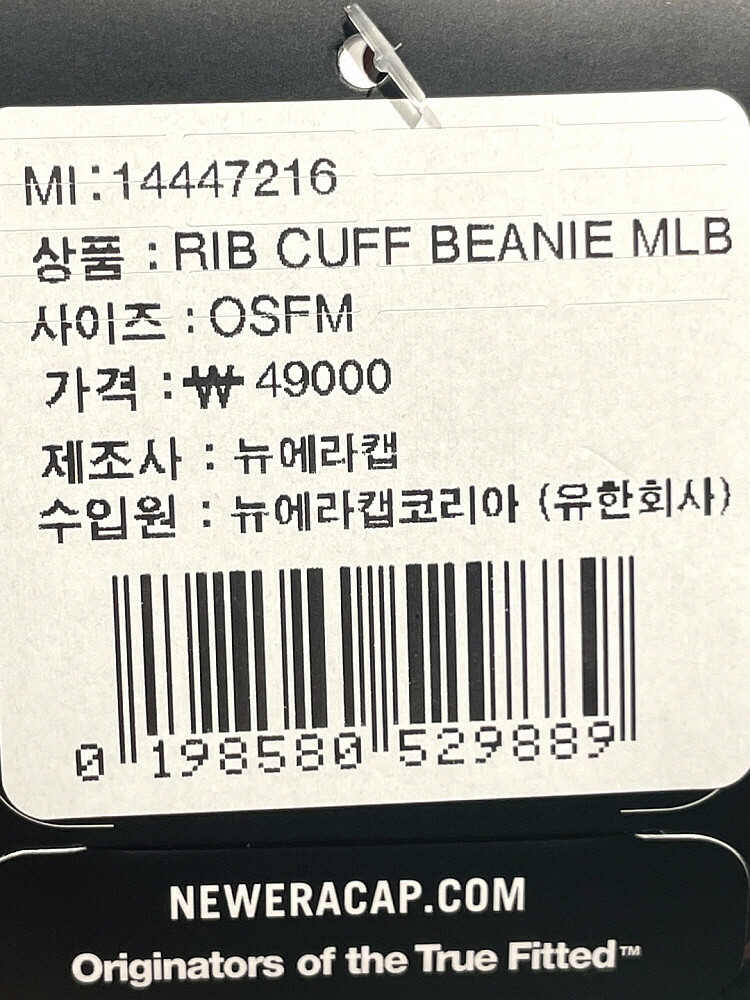 MI:14447216
상품 : RIB CUFF BEANIE MLB
사이즈 : OSFM
가격 : ₩ 49000
제조사 : 뉴에라캡
수입원 : 뉴에라캡코리아 (유한회사)
0 198580 529889
NEWERACAP.COM
Originators of the True Fitted™